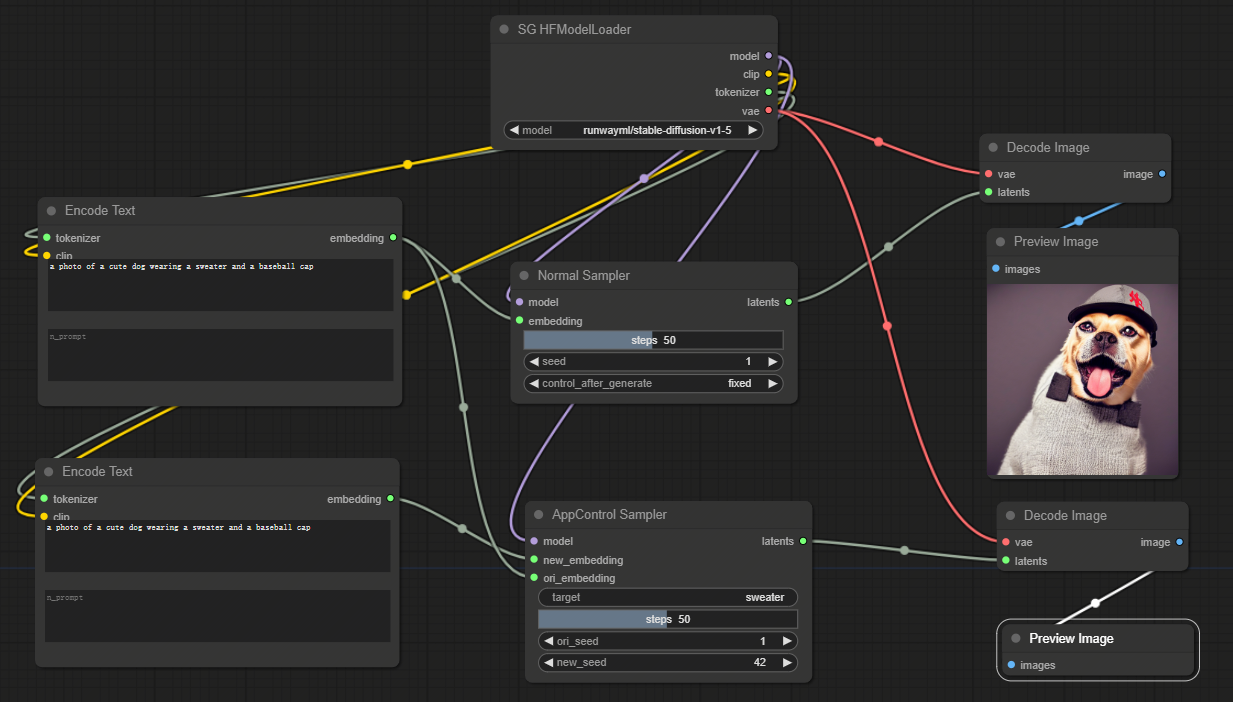 SG HFModelLoader
model
clip
tokenizer
vae
model runwayml/stable-diffusion-v1-5
Decode Image
vae image
latents
Encode Text
tokenizer embedding
clip
a photo of a cute dog wearing a sweater and a baseball cap
n_prompt
Normal Sampler
model latents
embedding
steps 50
seed 1
control_after_generate fixed
Preview Image
images
Encode Text
tokenizer embedding
clip
a photo of a cute dog wearing a sweater and a baseball cap
n_prompt
AppControl Sampler
model latents
new_embedding
ori_embedding
target sweater
steps 50
ori_seed 1
new_seed 42
Decode Image
vae image
latents
Preview Image
images